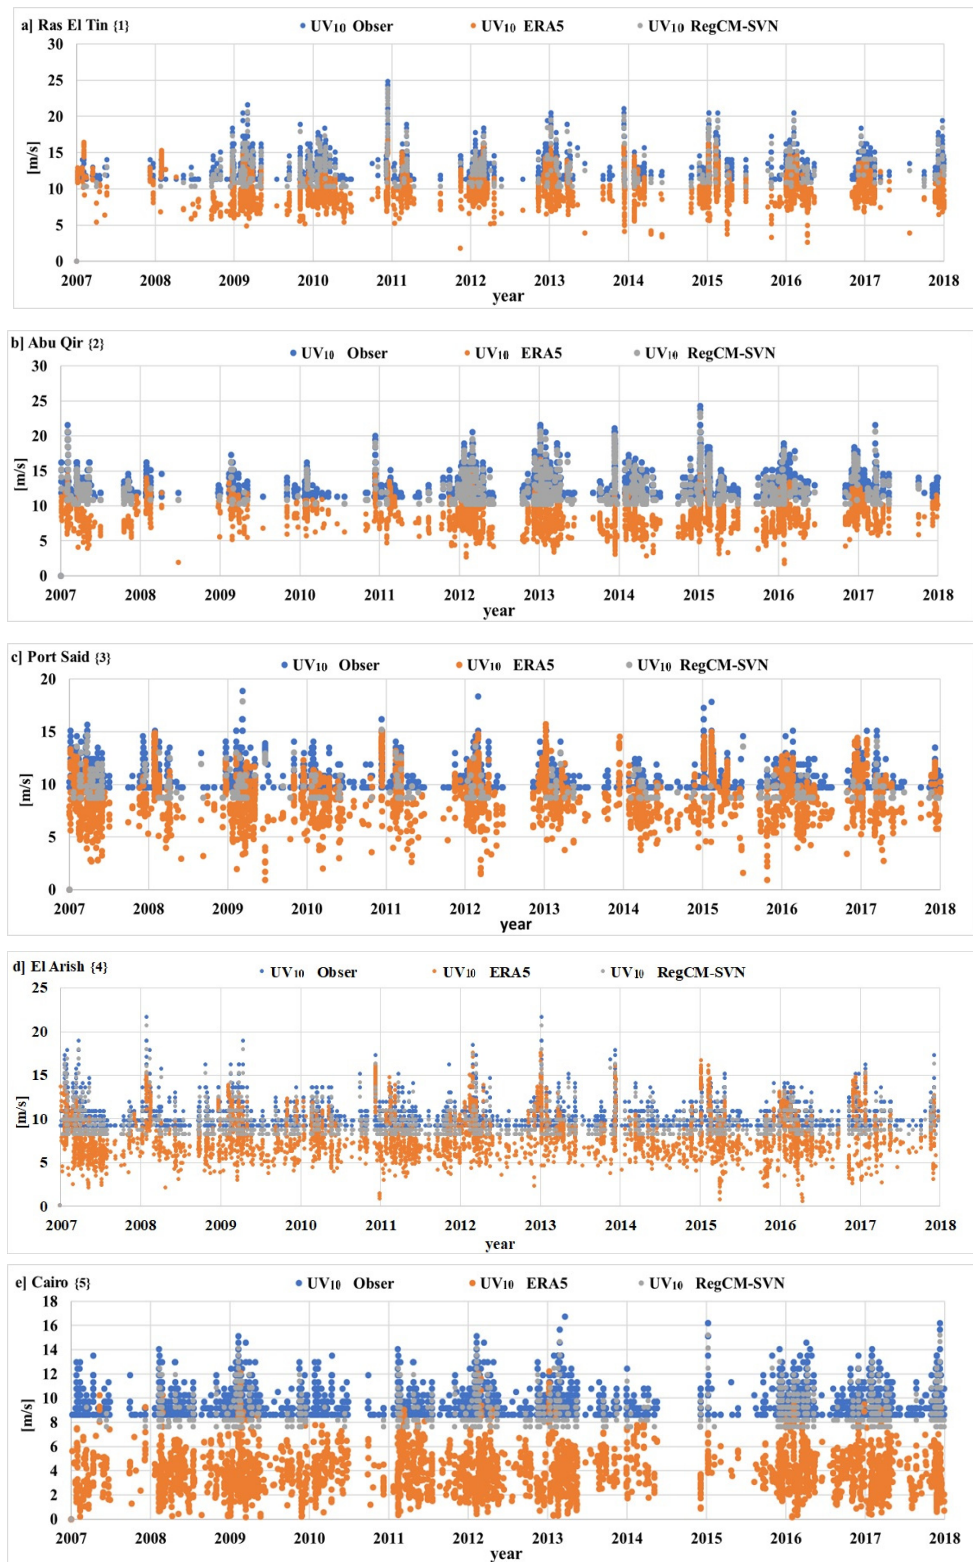 a] Ras El Tin {1}
UV10 Obser UV10 ERA5 UV10 RegCM-SVN
30
25
20
15
10
5
0
[m/s]
2007 2008 2009 2010 2011 2012 2013 2014 2015 2016 2017 2018
year
b] Abu Qir {2}
UV10 Obser UV10 ERA5 UV10 RegCM-SVN
30
25
20
15
10
5
0
[m/s]
2007 2008 2009 2010 2011 2012 2013 2014 2015 2016 2017 2018
year
c] Port Said {3}
UV10 Obser UV10 ERA5 UV10 RegCM-SVN
20
15
10
5
0
[m/s]
2007 2008 2009 2010 2011 2012 2013 2014 2015 2016 2017 2018
year
d] El Arish {4}
UV10 Obser UV10 ERA5 UV10 RegCM-SVN
25
20
15
10
5
0
[m/s]
2007 2008 2009 2010 2011 2012 2013 2014 2015 2016 2017 2018
year
e] Cairo {5}
UV10 Obser UV10 ERA5 UV10 RegCM-SVN
18
16
14
12
10
8
6
4
2
0
[m/s]
2007 2008 2009 2010 2011 2012 2013 2014 2015 2016 2017 2018
year